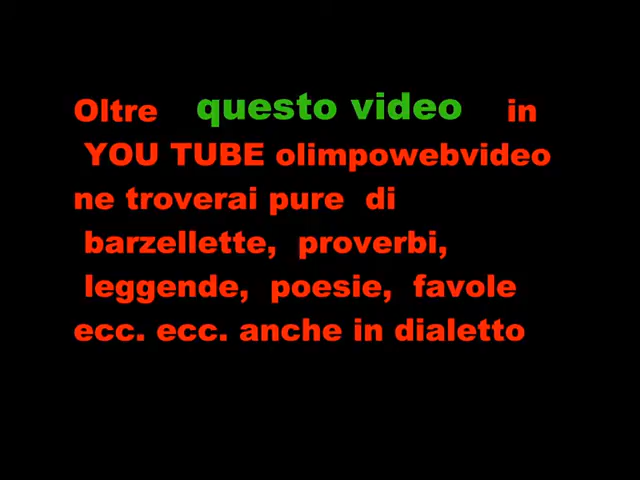 Oltre questo video in
YOU TUBE olimpowebvideo
ne troverai pure di
barzellette, proverbi,
leggende, poesie, favole
ecc. ecc. anche in dialetto